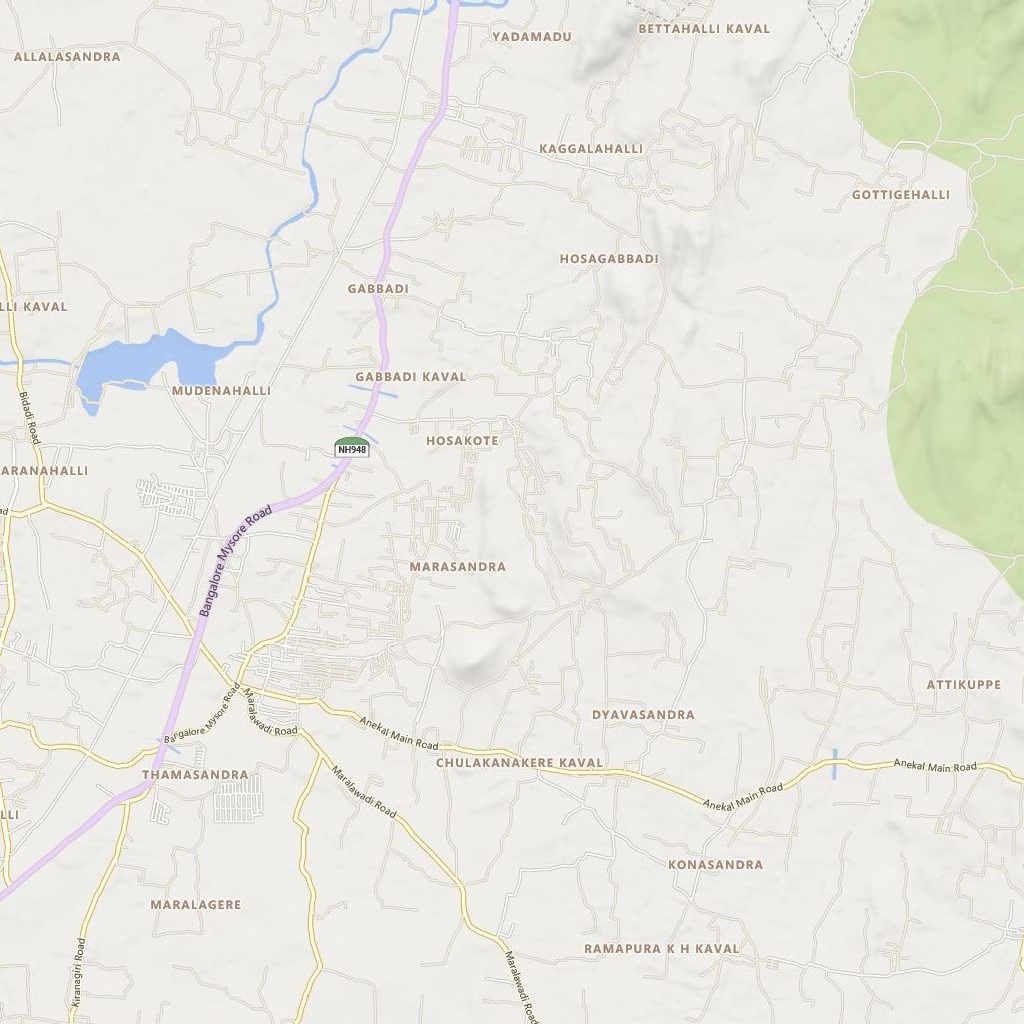 YADAMADU
BETTAHALLI KAVAL
ALLALASANDRA
KAGGALAHALLI
GOTTIGEHALLI
HOSAGABBADI
GABBADI
LLI KAVAL
GABBADI KAVAL
MUDENAHALLI
Bidadi Road
HOSAKOTE
NH948
ARANAHALLI
ad
Bangalore Mysore Road
MARASANDRA
ATTIKUPPE
Bangalore Mysore Road
Maralawadi Road
DYAVASANDRA
Anekal Main Road
CHULAKANAKERE KAVAL
Anekal Main Road
THAMASANDRA
Maralawadi Road
Anekal Main Road
LLI
KONASANDRA
MARALAGERE
RAMAPURA K H KAVAL
Kiranagiri Road
Maralawadi Road